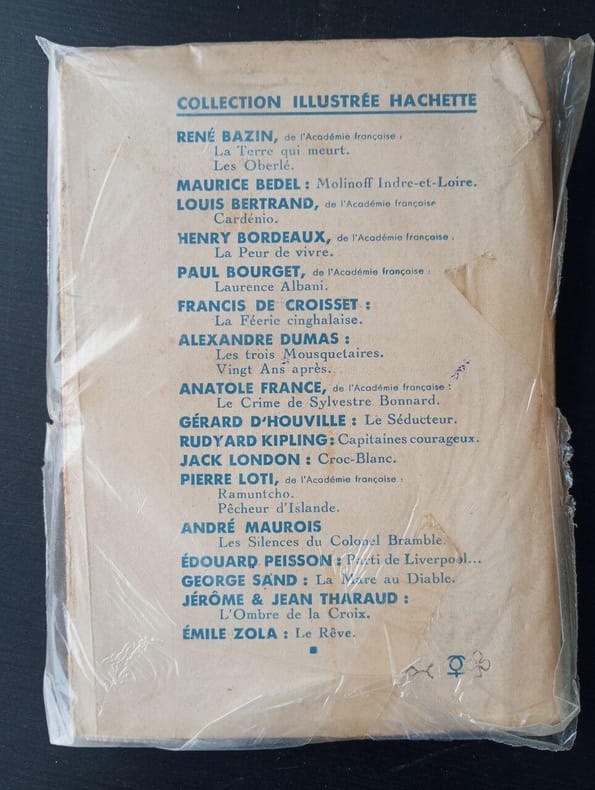 COLLECTION ILLUSTRÉE HACHETTE
RENÉ BAZIN, de l'Académie française :
La Terre qui meurt.
Les Oberlé.
MAURICE BEDEL : Molinoff Indre-et-Loire.
LOUIS BERTRAND, de l'Académie française
Cardénio.
HENRY BORDEAUX, de l'Académie française .
La Peur de vivre.
PAUL BOURGET, de l'Académie française :
Laurence Albani.
FRANCIS DE CROISSET :
La Féerie cinghalaise.
ALEXANDRE DUMAS :
Les trois Mousquetaires.
Vingt Ans après.
ANATOLE FRANCE, de l'Académie française :
Le Crime de Sylvestre Bonnard.
GÉRARD D'HOUVILLE : Le Séducteur.
RUDYARD KIPLING : Capitaines courageux.
JACK LONDON : Croc-Blanc.
PIERRE LOTI, de l'Académie française :
Ramuntcho.
Pêcheur d'Islande.
ANDRÉ MAUROIS
Les Silences du Colonel Bramble.
ÉDOUARD PEISSON : Parti de Liverpool...
GEORGE SAND : La Mare au Diable.
JÉRÔME & JEAN THARAUD :
L'Ombre de la Croix.
ÉMILE ZOLA : Le Rêve.